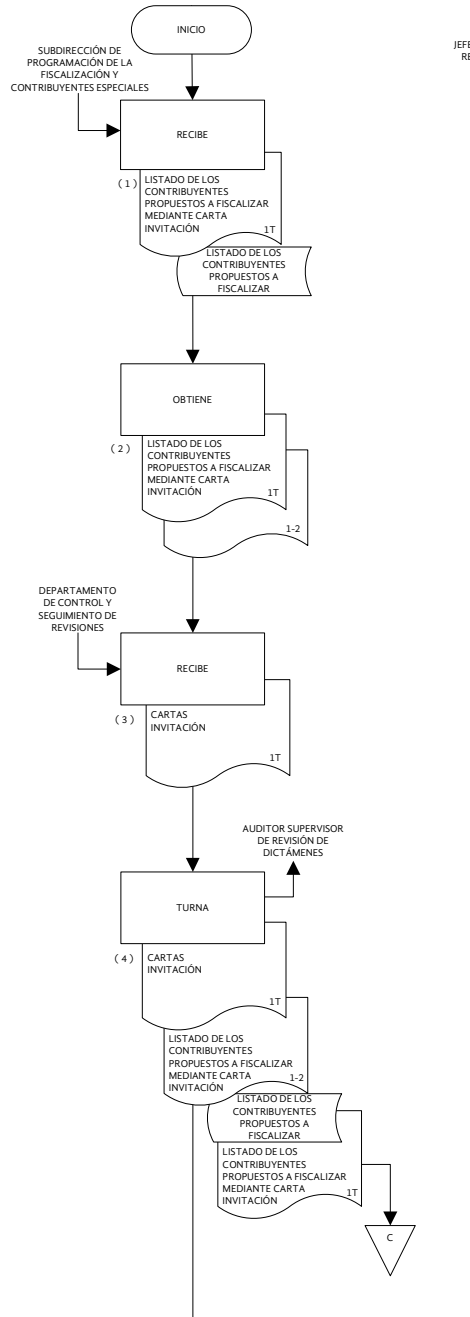 INICIO
SUBDIRECCIÓN DE
PROGRAMACIÓN DE LA
FISCALIZACIÓN Y
CONTRIBUYENTES ESPECIALES
JEFE
RE
RECIBE
( 1 )
LISTADO DE LOS
CONTRIBUYENTES
PROPUESTOS A FISCALIZAR
MEDIANTE CARTA
INVITACIÓN
1T
LISTADO DE LOS
CONTRIBUYENTES
PROPUESTOS A
FISCALIZAR
OBTIENE
( 2 )
LISTADO DE LOS
CONTRIBUYENTES
PROPUESTOS A FISCALIZAR
MEDIANTE CARTA
INVITACIÓN
1T
1-2
DEPARTAMENTO
DE CONTROL Y
SEGUIMIENTO DE
REVISIONES
RECIBE
( 3 )
CARTAS
INVITACIÓN
1T
AUDITOR SUPERVISOR
DE REVISIÓN DE
DICTÁMENES
TURNA
( 4 )
CARTAS
INVITACIÓN
1T
LISTADO DE LOS
CONTRIBUYENTES
PROPUESTOS A FISCALIZAR
MEDIANTE CARTA
INVITACIÓN
1-2
LISTADO DE LOS
CONTRIBUYENTES
PROPUESTOS A
FISCALIZAR
LISTADO DE LOS
CONTRIBUYENTES
PROPUESTOS A FISCALIZAR
MEDIANTE CARTA
INVITACIÓN
1T
C